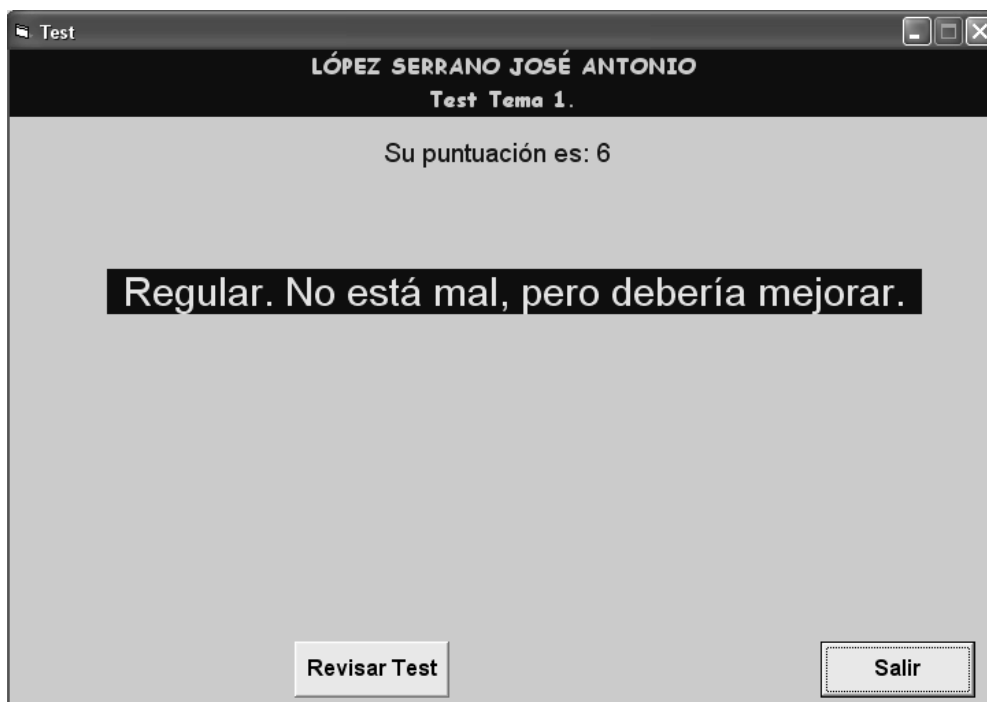 Test
LÓPEZ SERRANO JOSÉ ANTONIO
Test Tema 1.
Su puntuación es: 6
Regular. No está mal, pero debería mejorar.
Revisar Test
Salir